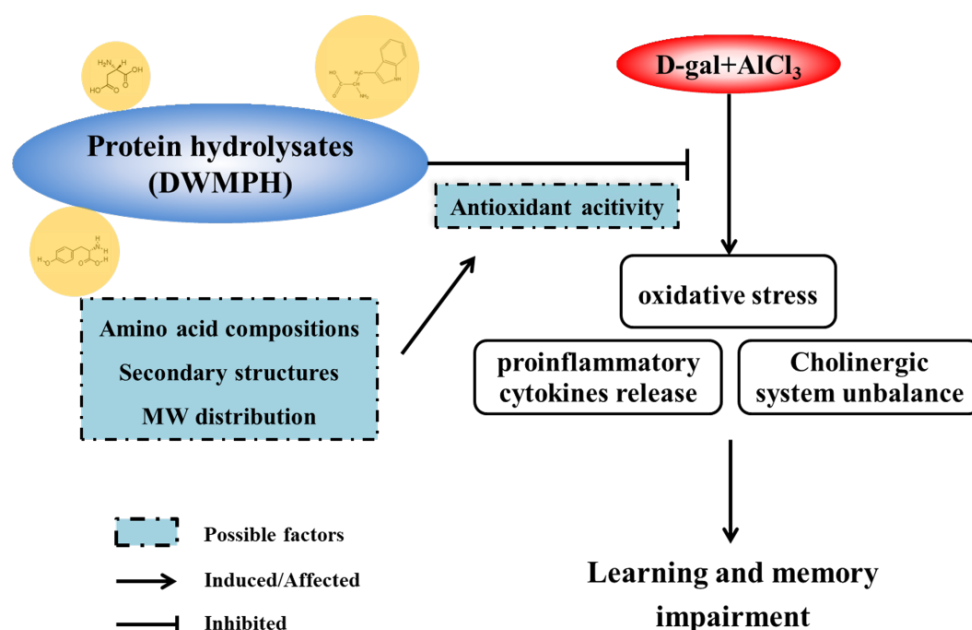 D-gal+AlCl₃
Protein hydrolysates
(DWMPH)
Antioxidant acitivity
oxidative stress
Amino acid compositions
Secondary structures
MW distribution
proinflammatory
cytokines release
Cholinergic
system unbalance
Possible factors
Induced/Affected
Inhibited
Learning and memory
impairment